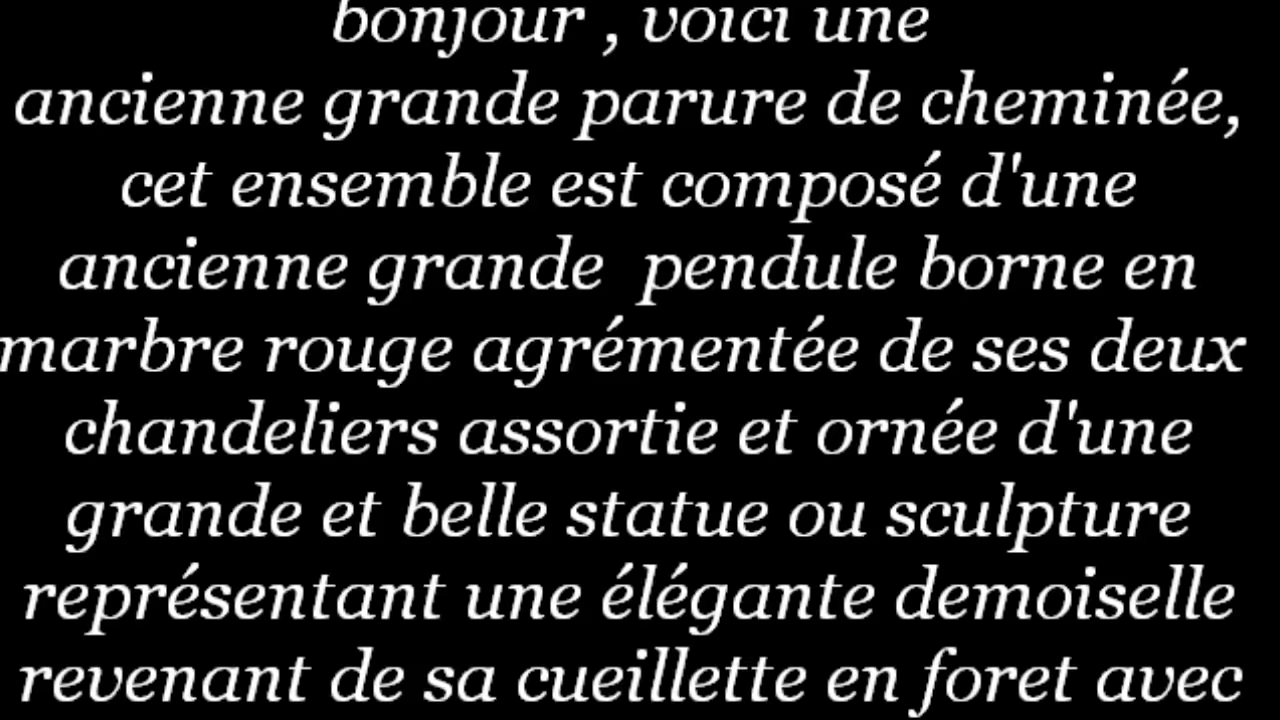 bonjour , voici une
ancienne grande parure de cheminée,
cet ensemble est composé d'une
ancienne grande  pendule borne en
marbre rouge agrémentée de ses deux
chandeliers assortie et ornée d'une
grande et belle statue ou sculpture
représentant une élégante demoiselle
revenant de sa cueillette en foret avec